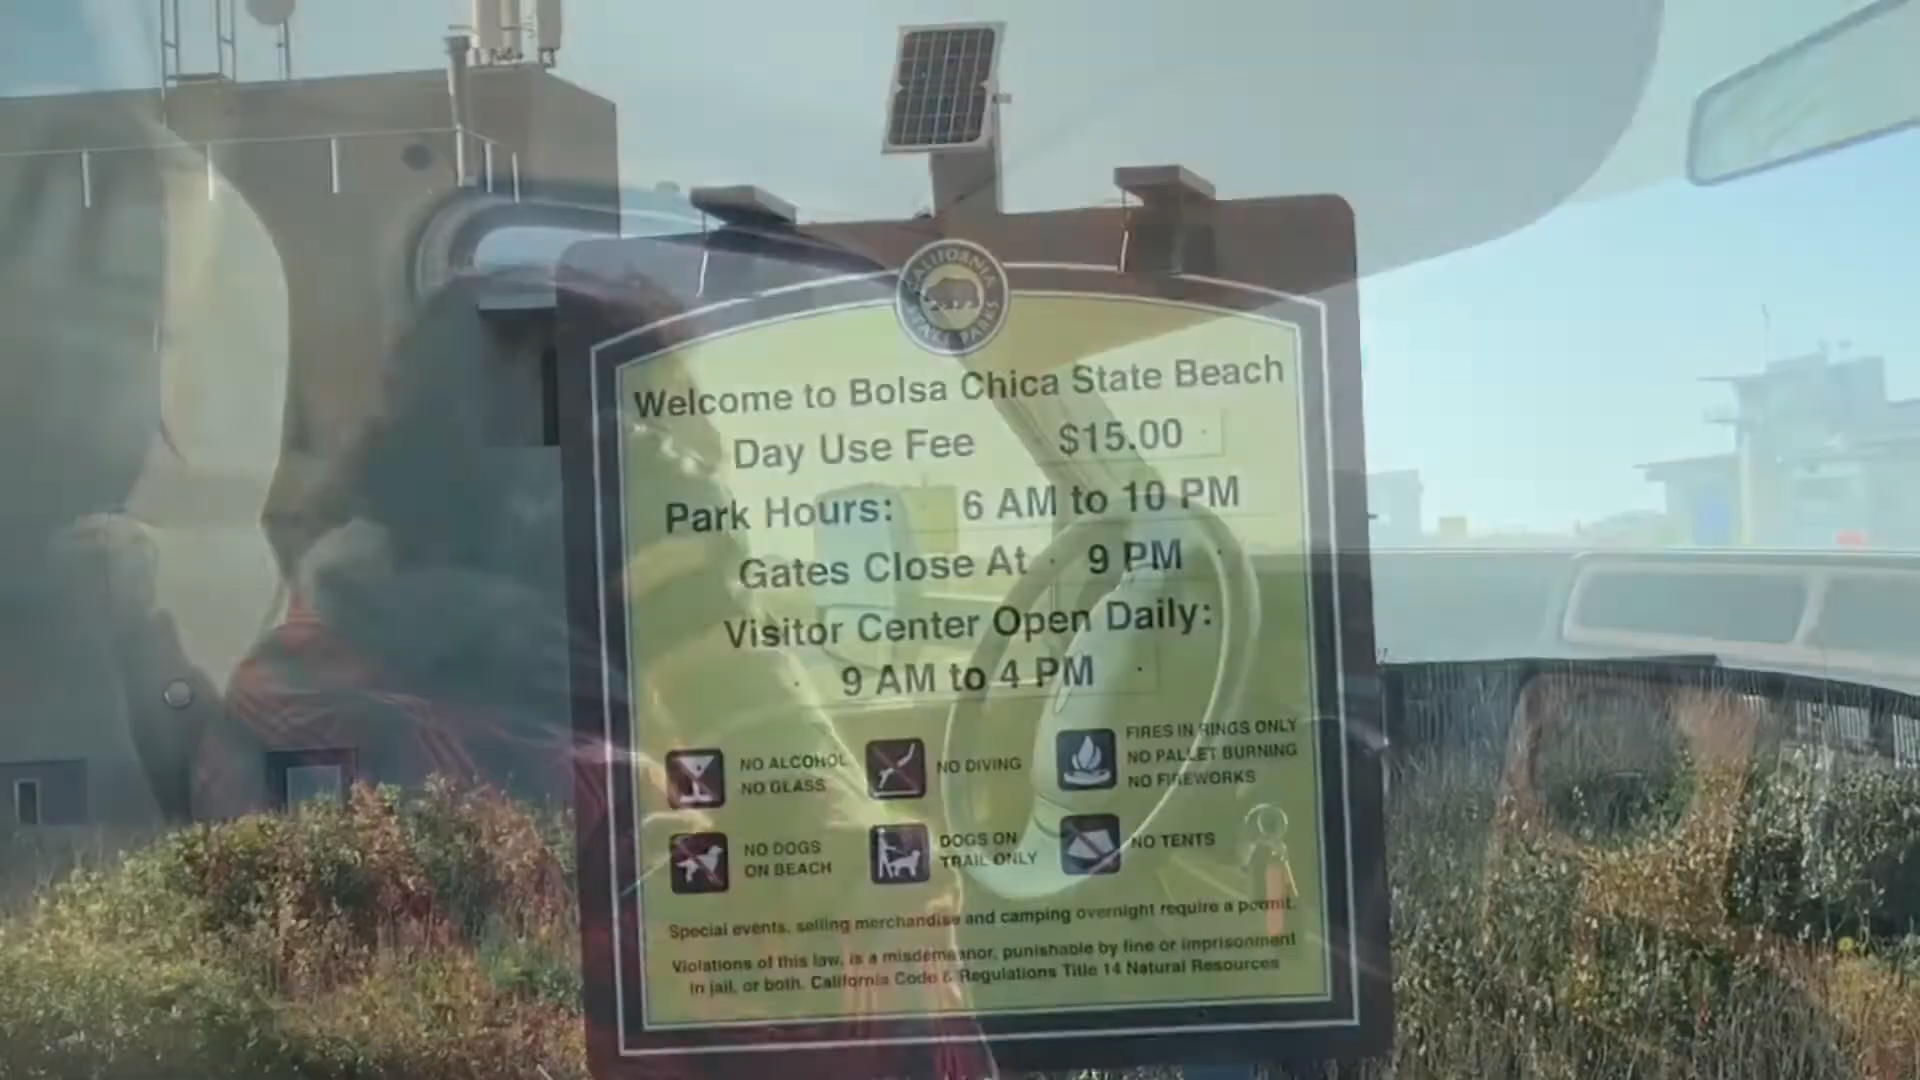 CALIFORNIA
STATE PARKS
Welcome to Bolsa Chica State Beach
Day Use Fee $15.00
Park Hours: 6 AM to 10 PM
Gates Close At 9 PM
Visitor Center Open Daily:
9 AM to 4 PM
NO ALCOHOL
NO GLASS
NO DIVING
FIRES IN RINGS ONLY
NO PALLET BURNING
NO FIREWORKS
NO DOGS
ON BEACH
DOGS ON
TRAIL ONLY
NO TENTS
Special events, selling merchandise and camping overnight require a permit.
Violations of this law, is a misdemeanor, punishable by fine or imprisonment
in jail, or both. California Code & Regulations Title 14 Natural Resources